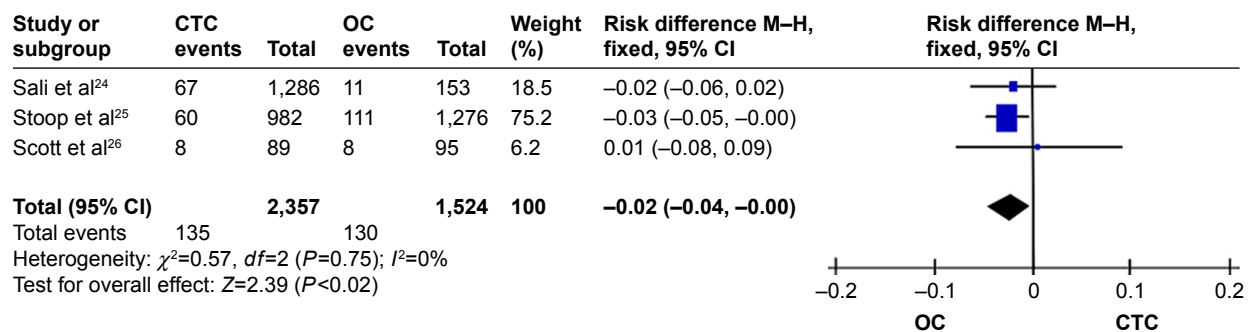 Study or subgroup CTC events Total OC events Total Weight (%) Risk difference M–H, fixed, 95% CI Risk difference M–H, fixed, 95% CI
Sali et al24 67 1,286 11 153 18.5 –0.02 (–0.06, 0.02)
Stoop et al25 60 982 111 1,276 75.2 –0.03 (–0.05, –0.00)
Scott et al26 8 89 8 95 6.2 0.01 (–0.08, 0.09)
Total (95% CI) 2,357 1,524 100 –0.02 (–0.04, –0.00)
Total events 135 130
Heterogeneity: χ2=0.57, df=2 (P=0.75); I2=0%
Test for overall effect: Z=2.39 (P<0.02)
–0.2 –0.1 0 0.1 0.2
OC CTC